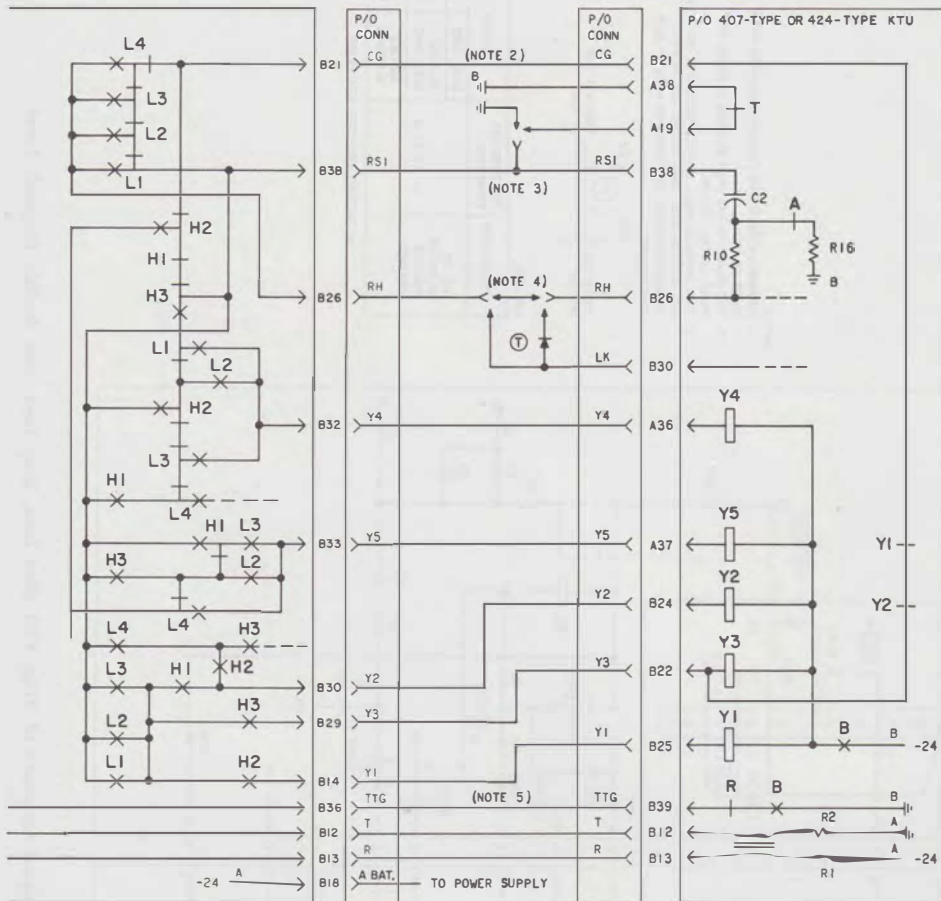 P/O CONN
P/O CONN
P/O 407-TYPE OR 424-TYPE KTU
L4
B21
CG
(NOTE 2)
CG
B21
B
A38
L3
T
L2
A19
L1
B38
RS1
RS1
B38
(NOTE 3)
C2
A
H2
R10
R16
H1
(NOTE 4)
B
H3
B26
RH
RH
B26
L1
T
L2
LK
B30
H2
Y4
B32
Y4
Y4
A36
L3
H1
L4
Y5
H1
L3
B33
Y5
Y5
A37
Y1
H3
L2
Y2
Y2
B24
Y2
L4
L4
H3
Y3
L3
H1
H2
Y3
B22
B30
Y2
H3
B29
Y3
Y1
L2
Y1
B25
B
B
-24
L1
H2
B14
Y1
(NOTE 5)
R
B
B
B36
TTG
TTG
B39
R2
A
B12
T
T
B12
A
B13
R
R
B13
-24
R1
-24
A
B18
A BAT.
TO POWER SUPPLY